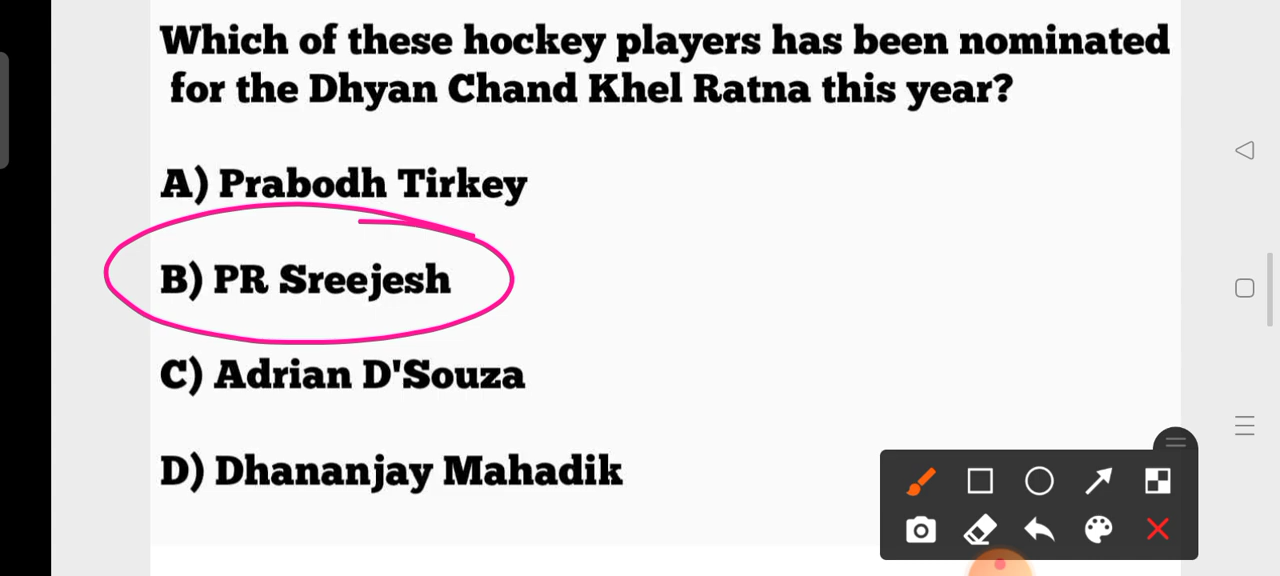 Which of these hockey players has been nominated
for the Dhyan Chand Khel Ratna this year?
A) Prabodh Tirkey
B) PR Sreejesh
C) Adrian D'Souza
D) Dhananjay Mahadik